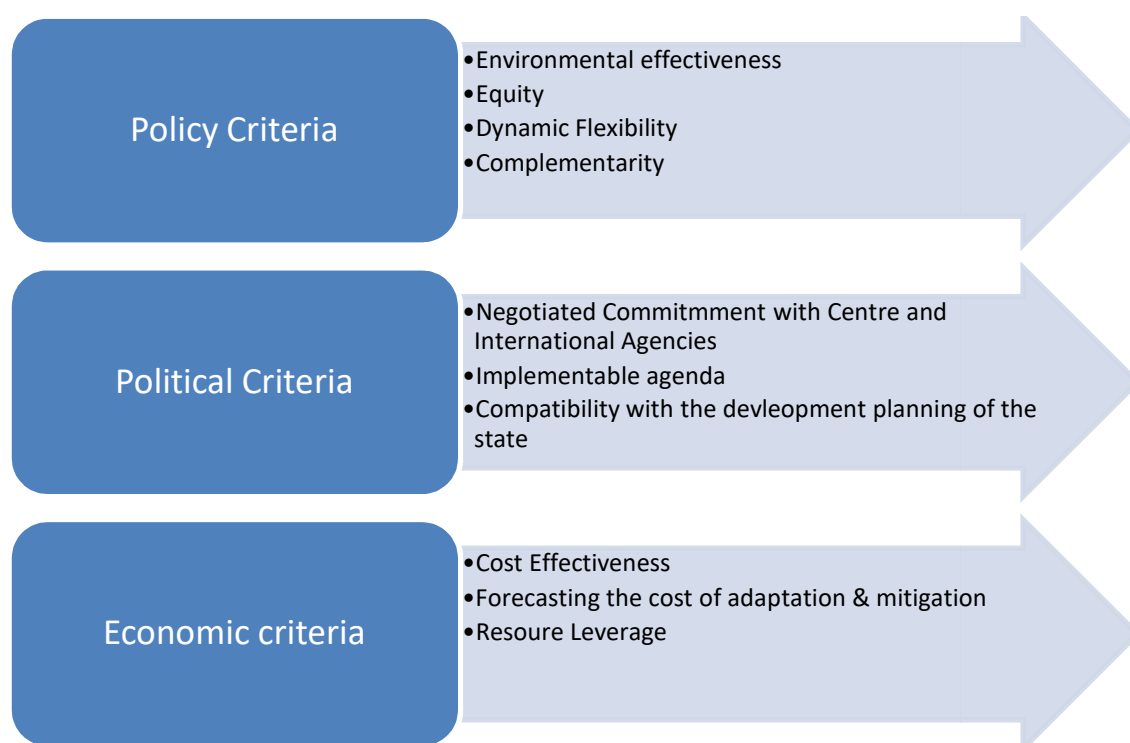 Policy Criteria
•Environmental effectiveness
•Equity
•Dynamic Flexibility
•Complementarity
Political Criteria
•Negotiated Commitmment with Centre and
International Agencies
•Implementable agenda
•Compatibility with the devleopment planning of the
state
Economic criteria
•Cost Effectiveness
•Forecasting the cost of adaptation & mitigation
•Resoure Leverage